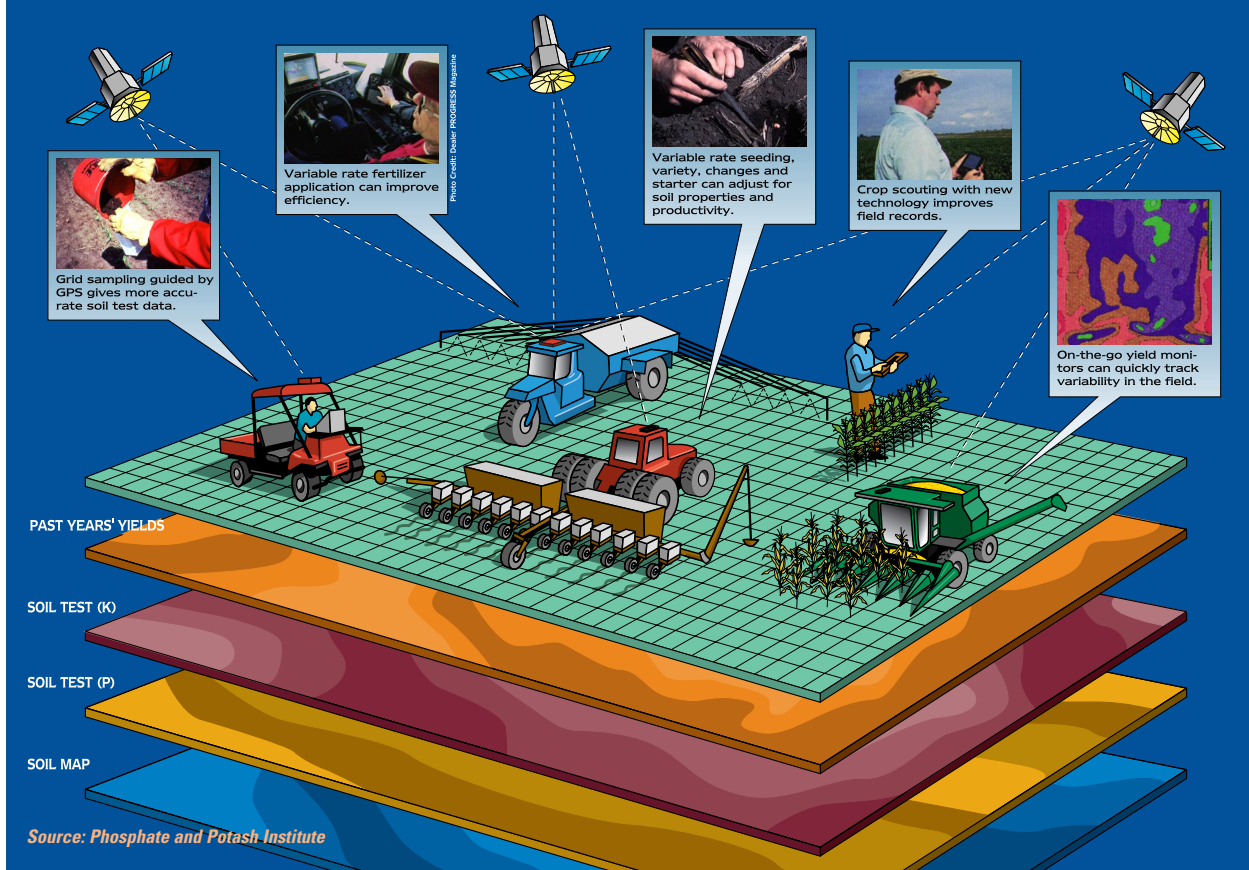 Variable rate fertilizer
application can improve
efficiency.
Photo Credit: Dealer PROGRESS Magazine
Variable rate seeding,
variety, changes and
starter can adjust for
soil properties and
productivity.
Crop scouting with new
technology improves
field records.
Grid sampling guided by
GPS gives more accu-
rate soil test data.
On-the-go yield moni-
tors can quickly track
variability in the field.
PAST YEARS' YIELDS
SOIL TEST (K)
SOIL TEST (P)
SOIL MAP
Source: Phosphate and Potash Institute